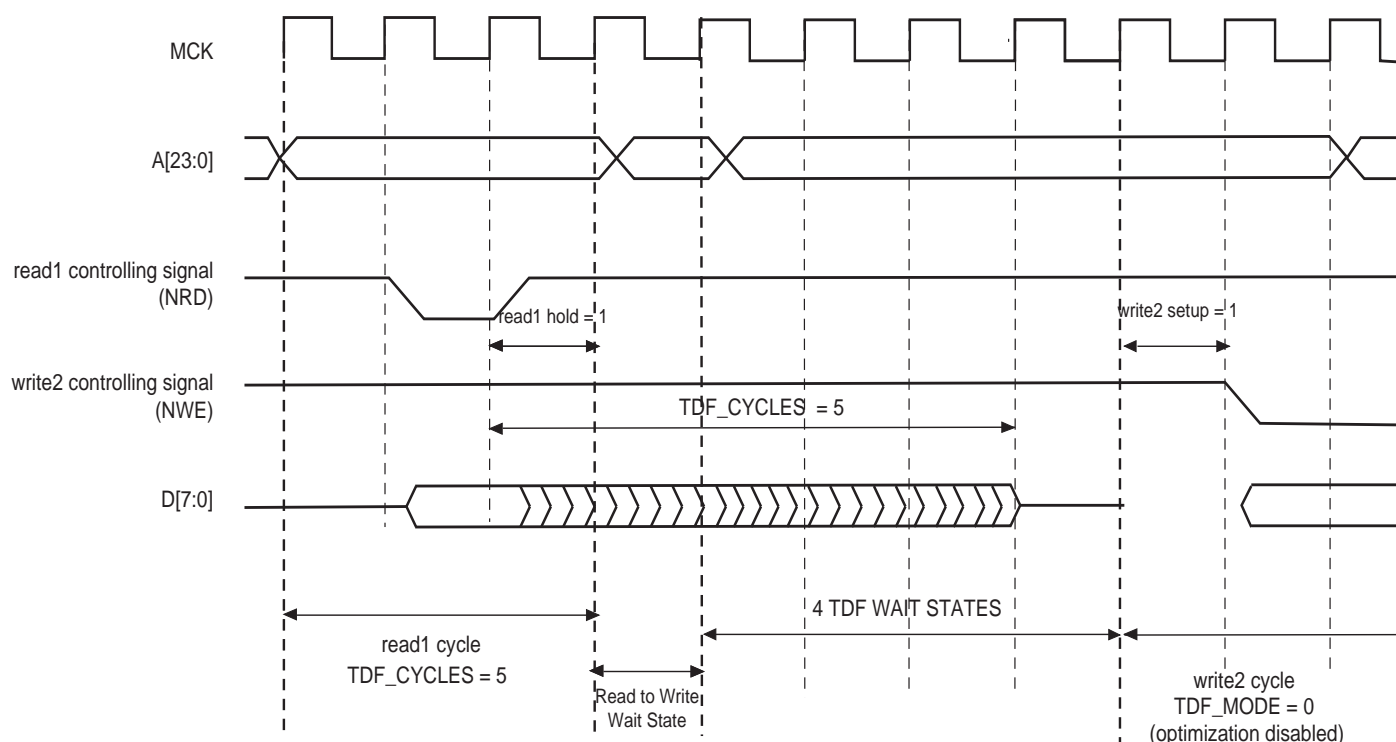 MCK
A[23:0]
read1 controlling signal
(NRD)
read1 hold = 1
write2 setup = 1
write2 controlling signal
(NWE)
TDF_CYCLES = 5
D[7:0]
4 TDF WAIT STATES
read1 cycle
TDF_CYCLES = 5
Read to Write
Wait State
write2 cycle
TDF_MODE = 0
(optimization disabled)